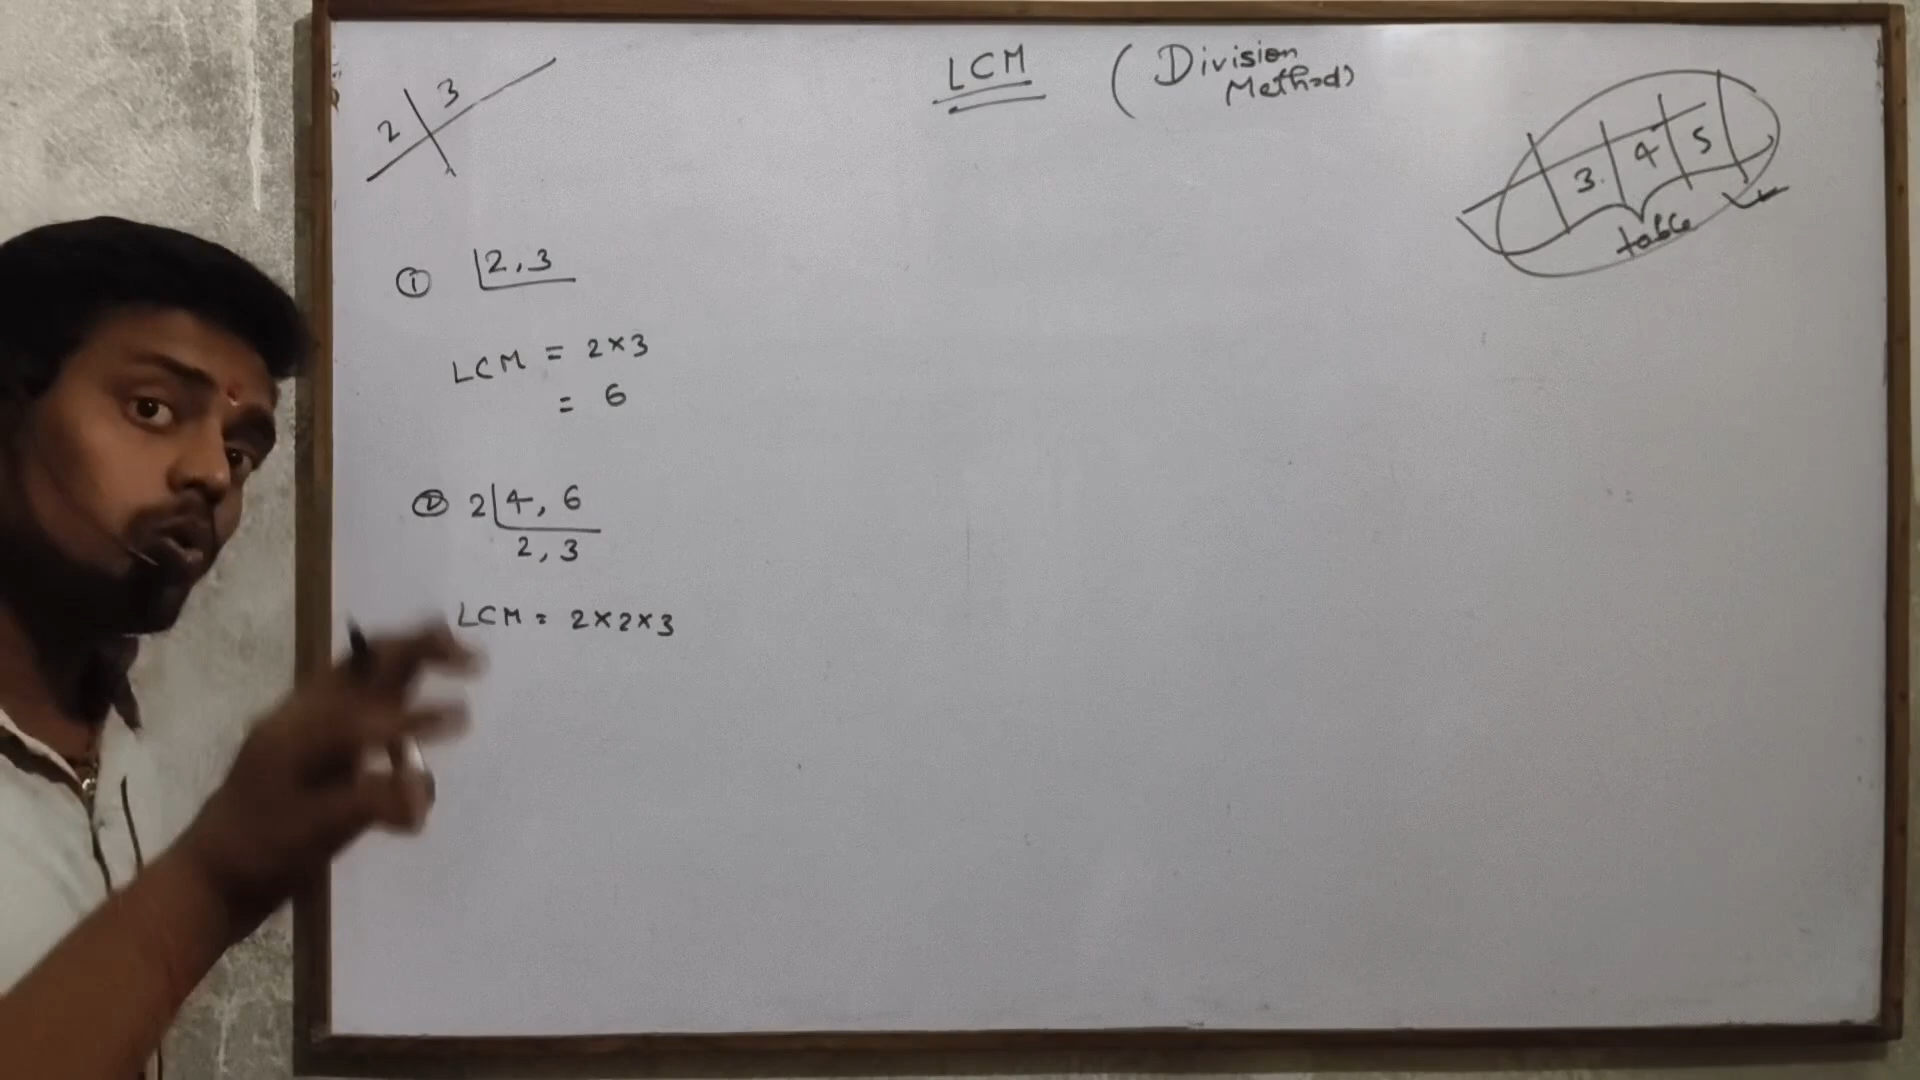 LCM (Division
Method)
2 3
3 4 5
table
① 2, 3
LCM = 2×3
= 6
② 2 4, 6
2, 3
LCM = 2×2×3